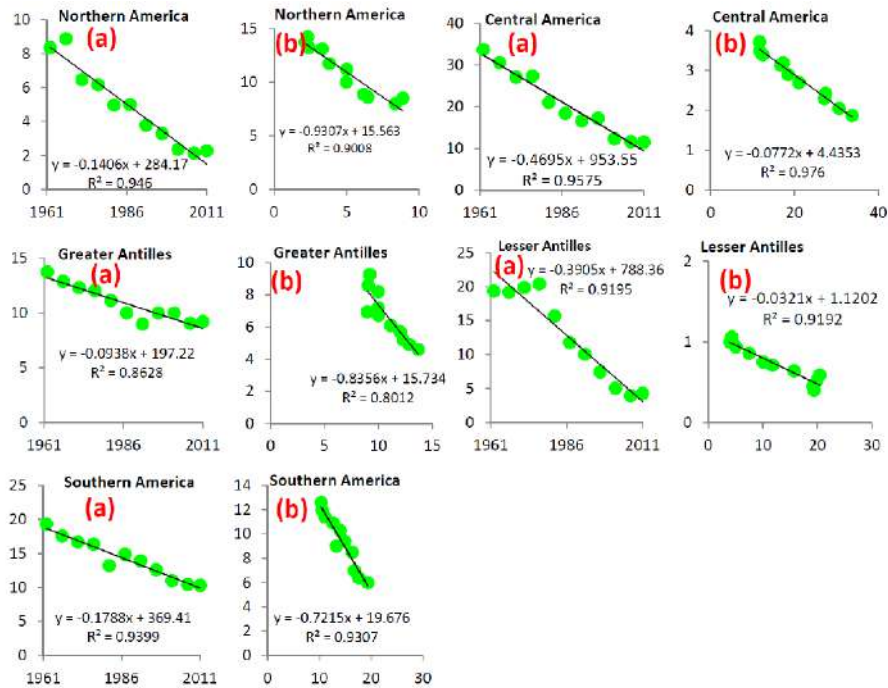 Northern America
(a)
10
8
6
4
2
0
y = -0.1406x + 284.17
R² = 0.946
1961 1986 2011
Northern America
(b)
15
10
5
0
y = -0.9307x + 15.563
R² = 0.9008
0 5 10
Central America
(a)
40
30
20
10
0
y = -0.4695x + 953.55
R² = 0.9575
1961 1986 2011
Central America
(b)
4
3
2
1
0
y = -0.0772x + 4.4353
R² = 0.976
0 20 40
Greater Antilles
(a)
15
10
5
0
y = -0.0938x + 197.22
R² = 0.8628
1961 1986 2011
Greater Antilles
(b)
8
6
4
2
0
y = -0.8356x + 15.734
R² = 0.8012
0 5 10 15
Lesser Antilles
(a)
25
20
15
10
5
0
y = -0.3905x + 788.36
R² = 0.9195
1961 1986 2011
Lesser Antilles
(b)
2
1
0
y = -0.0321x + 1.1202
R² = 0.9192
0 10 20 30
Southern America
(a)
25
20
15
10
5
0
y = -0.1788x + 369.41
R² = 0.9399
1961 1986 2011
Southern America
(b)
14
12
10
8
6
4
2
0
y = -0.7215x + 19.676
R² = 0.9307
0 10 20 30